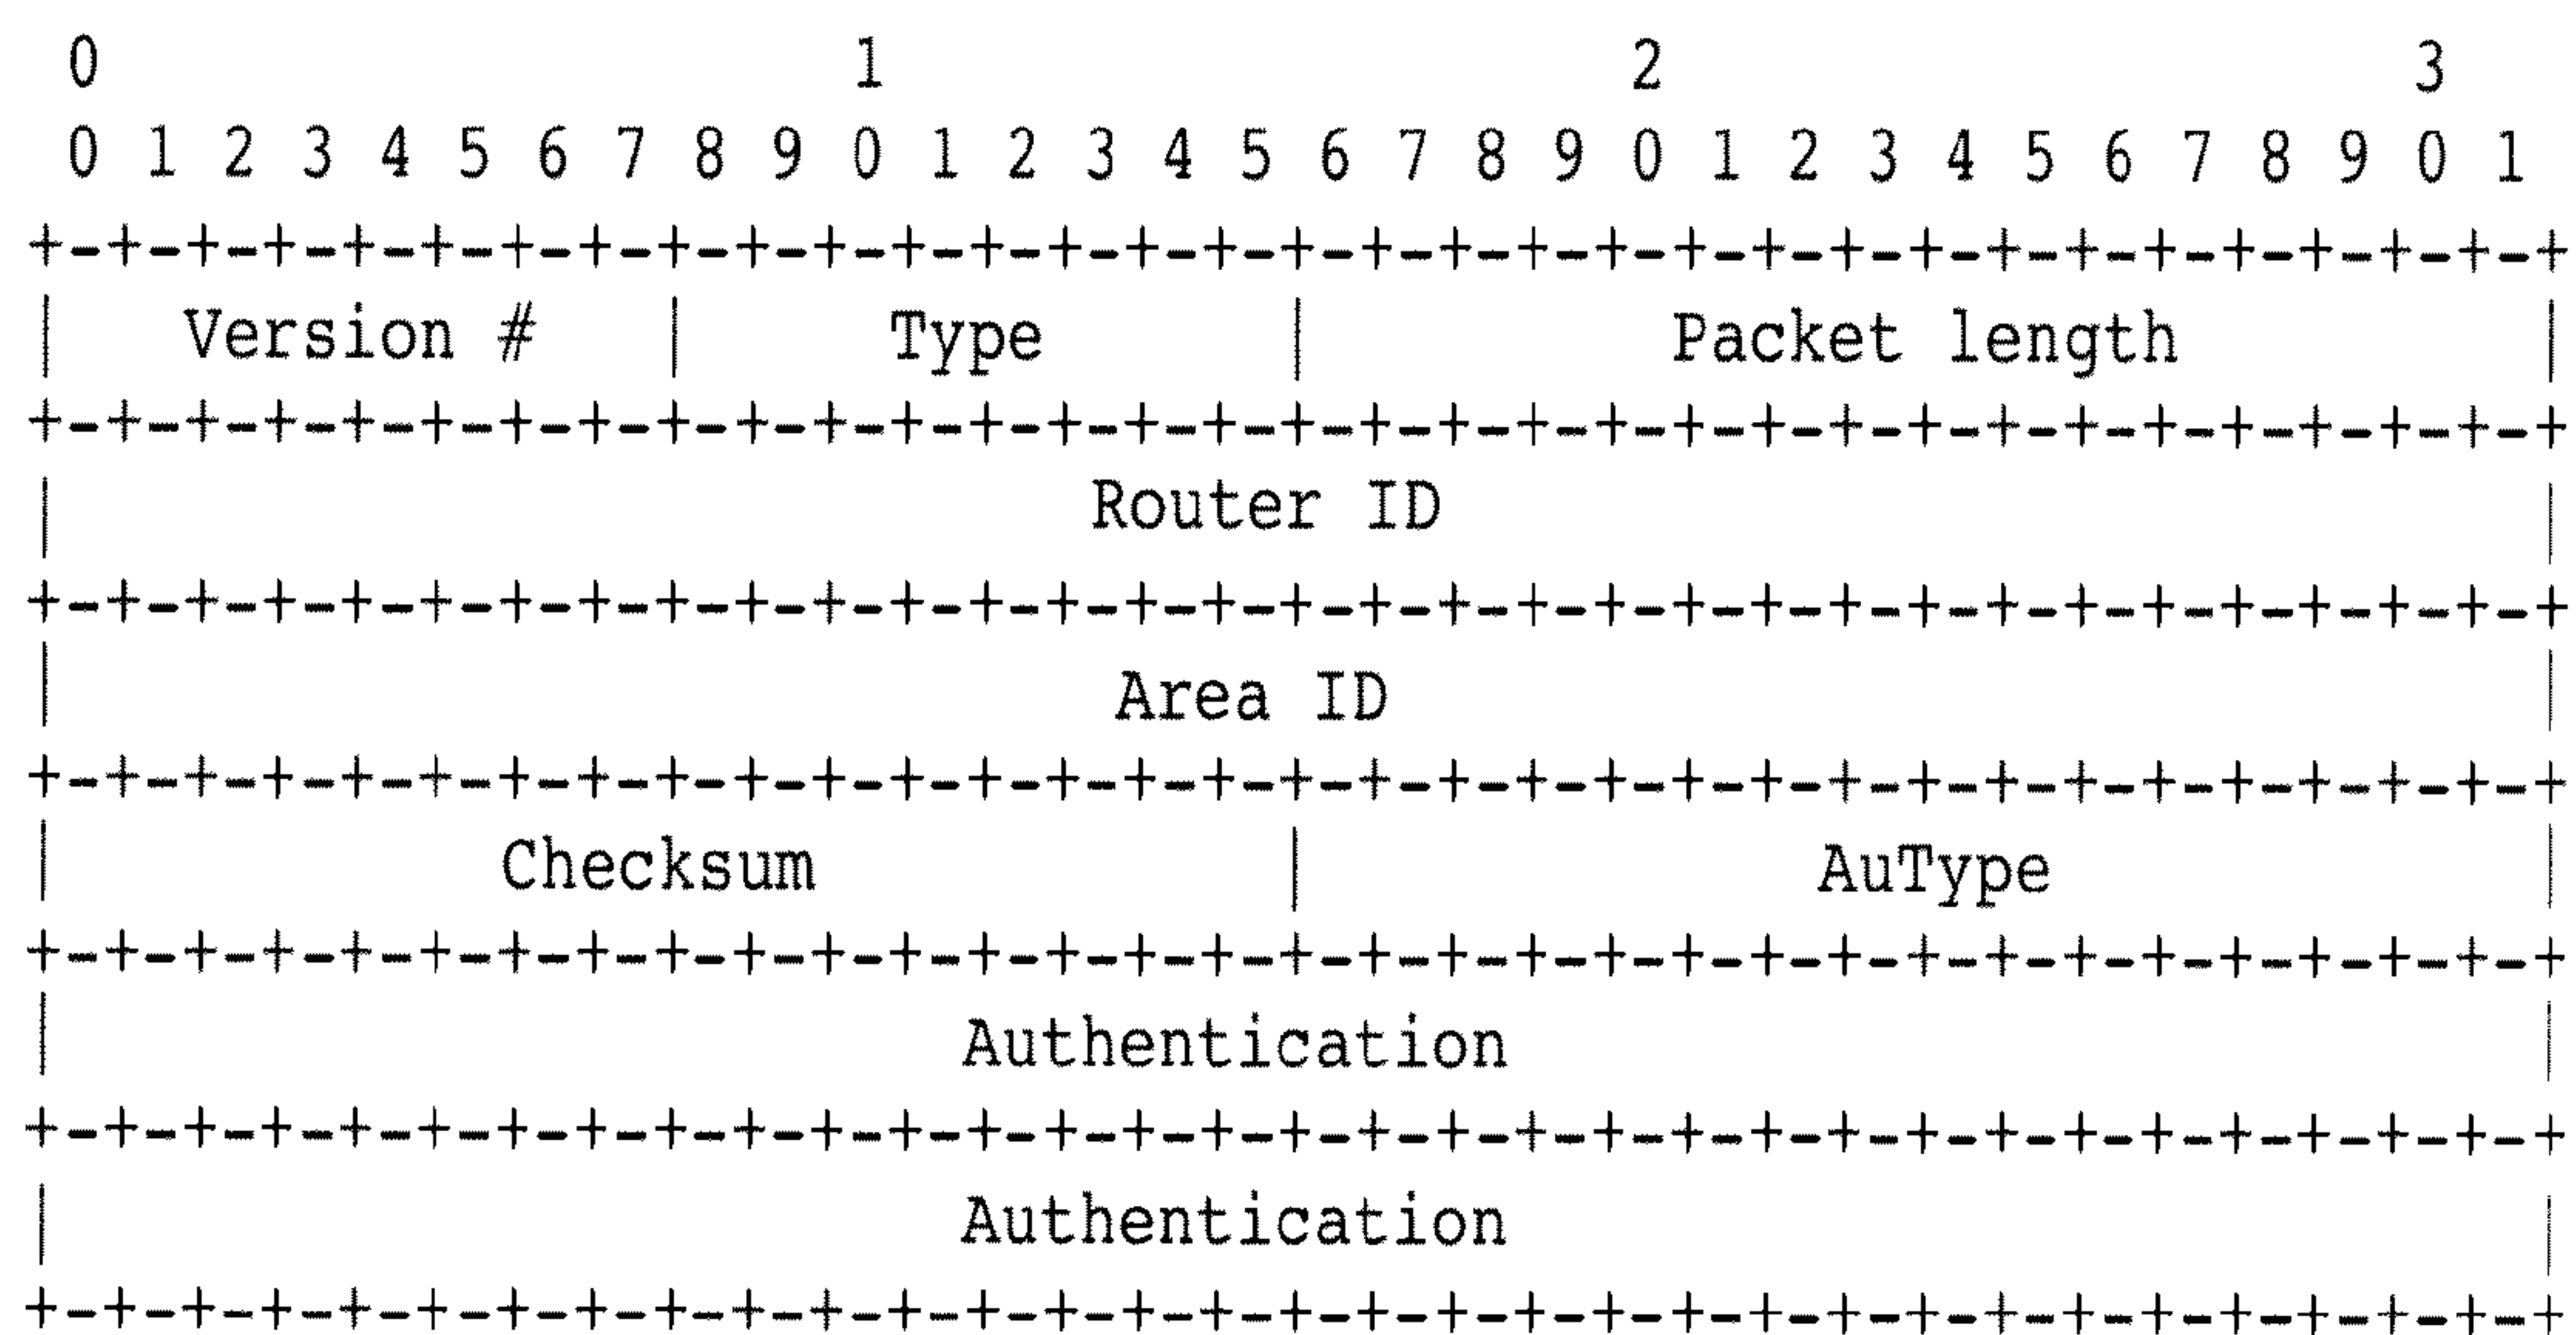 0 1 2 3
0 1 2 3 4 5 6 7 8 9 0 1 2 3 4 5 6 7 8 9 0 1 2 3 4 5 6 7 8 9 0 1
+-+-+-+-+-+-+-+-+-+-+-+-+-+-+-+-+-+-+-+-+-+-+-+-+-+-+-+-+-+-+-+-+
| Version # | Type | Packet length |
+-+-+-+-+-+-+-+-+-+-+-+-+-+-+-+-+-+-+-+-+-+-+-+-+-+-+-+-+-+-+-+-+
| Router ID |
+-+-+-+-+-+-+-+-+-+-+-+-+-+-+-+-+-+-+-+-+-+-+-+-+-+-+-+-+-+-+-+-+
| Area ID |
+-+-+-+-+-+-+-+-+-+-+-+-+-+-+-+-+-+-+-+-+-+-+-+-+-+-+-+-+-+-+-+-+
| Checksum | AuType |
+-+-+-+-+-+-+-+-+-+-+-+-+-+-+-+-+-+-+-+-+-+-+-+-+-+-+-+-+-+-+-+-+
| Authentication |
+-+-+-+-+-+-+-+-+-+-+-+-+-+-+-+-+-+-+-+-+-+-+-+-+-+-+-+-+-+-+-+-+
| Authentication |
+-+-+-+-+-+-+-+-+-+-+-+-+-+-+-+-+-+-+-+-+-+-+-+-+-+-+-+-+-+-+-+-+